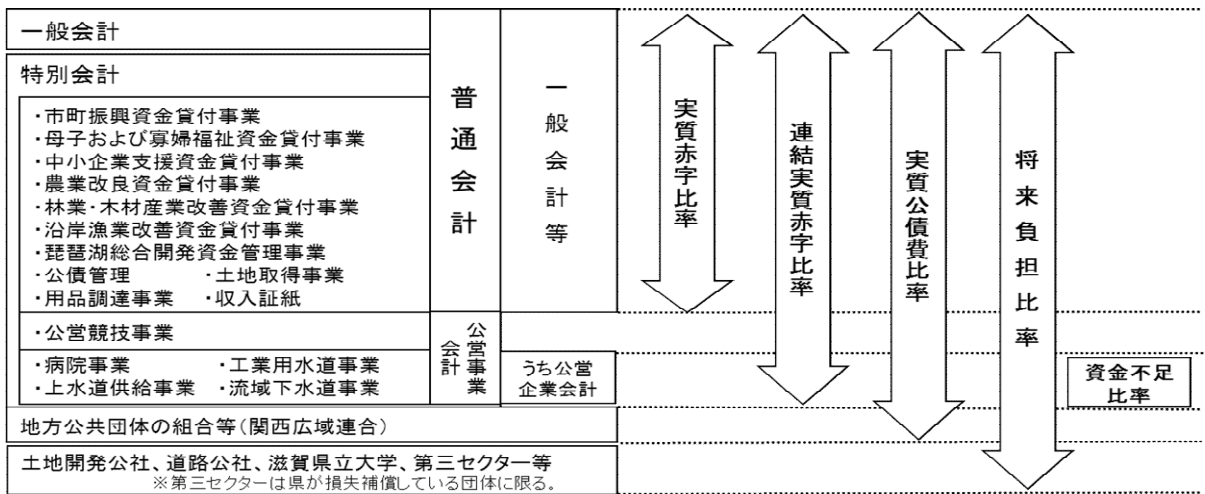 一般会計
特別会計
・市町振興資金貸付事業
・母子および寡婦福祉資金貸付事業
・中小企業支援資金貸付事業
・農業改良資金貸付事業
・林業・木材産業改善資金貸付事業
・沿岸漁業改善資金貸付事業
・琵琶湖総合開発資金管理事業
・公債管理 ・土地取得事業
・用品調達事業 ・収入証紙
・公営競技事業
・病院事業 ・工業用水道事業
・上水道供給事業 ・流域下水道事業
普通会計
公営事業
会計
一般会計等
うち公営
企業会計
地方公共団体の組合等(関西広域連合)
土地開発公社、道路公社、滋賀県立大学、第三セクター等
※第三セクターは県が損失補償している団体に限る。
実質赤字比率
連結実質赤字比率
実質公債費比率
将来負担比率
資金不足
比率